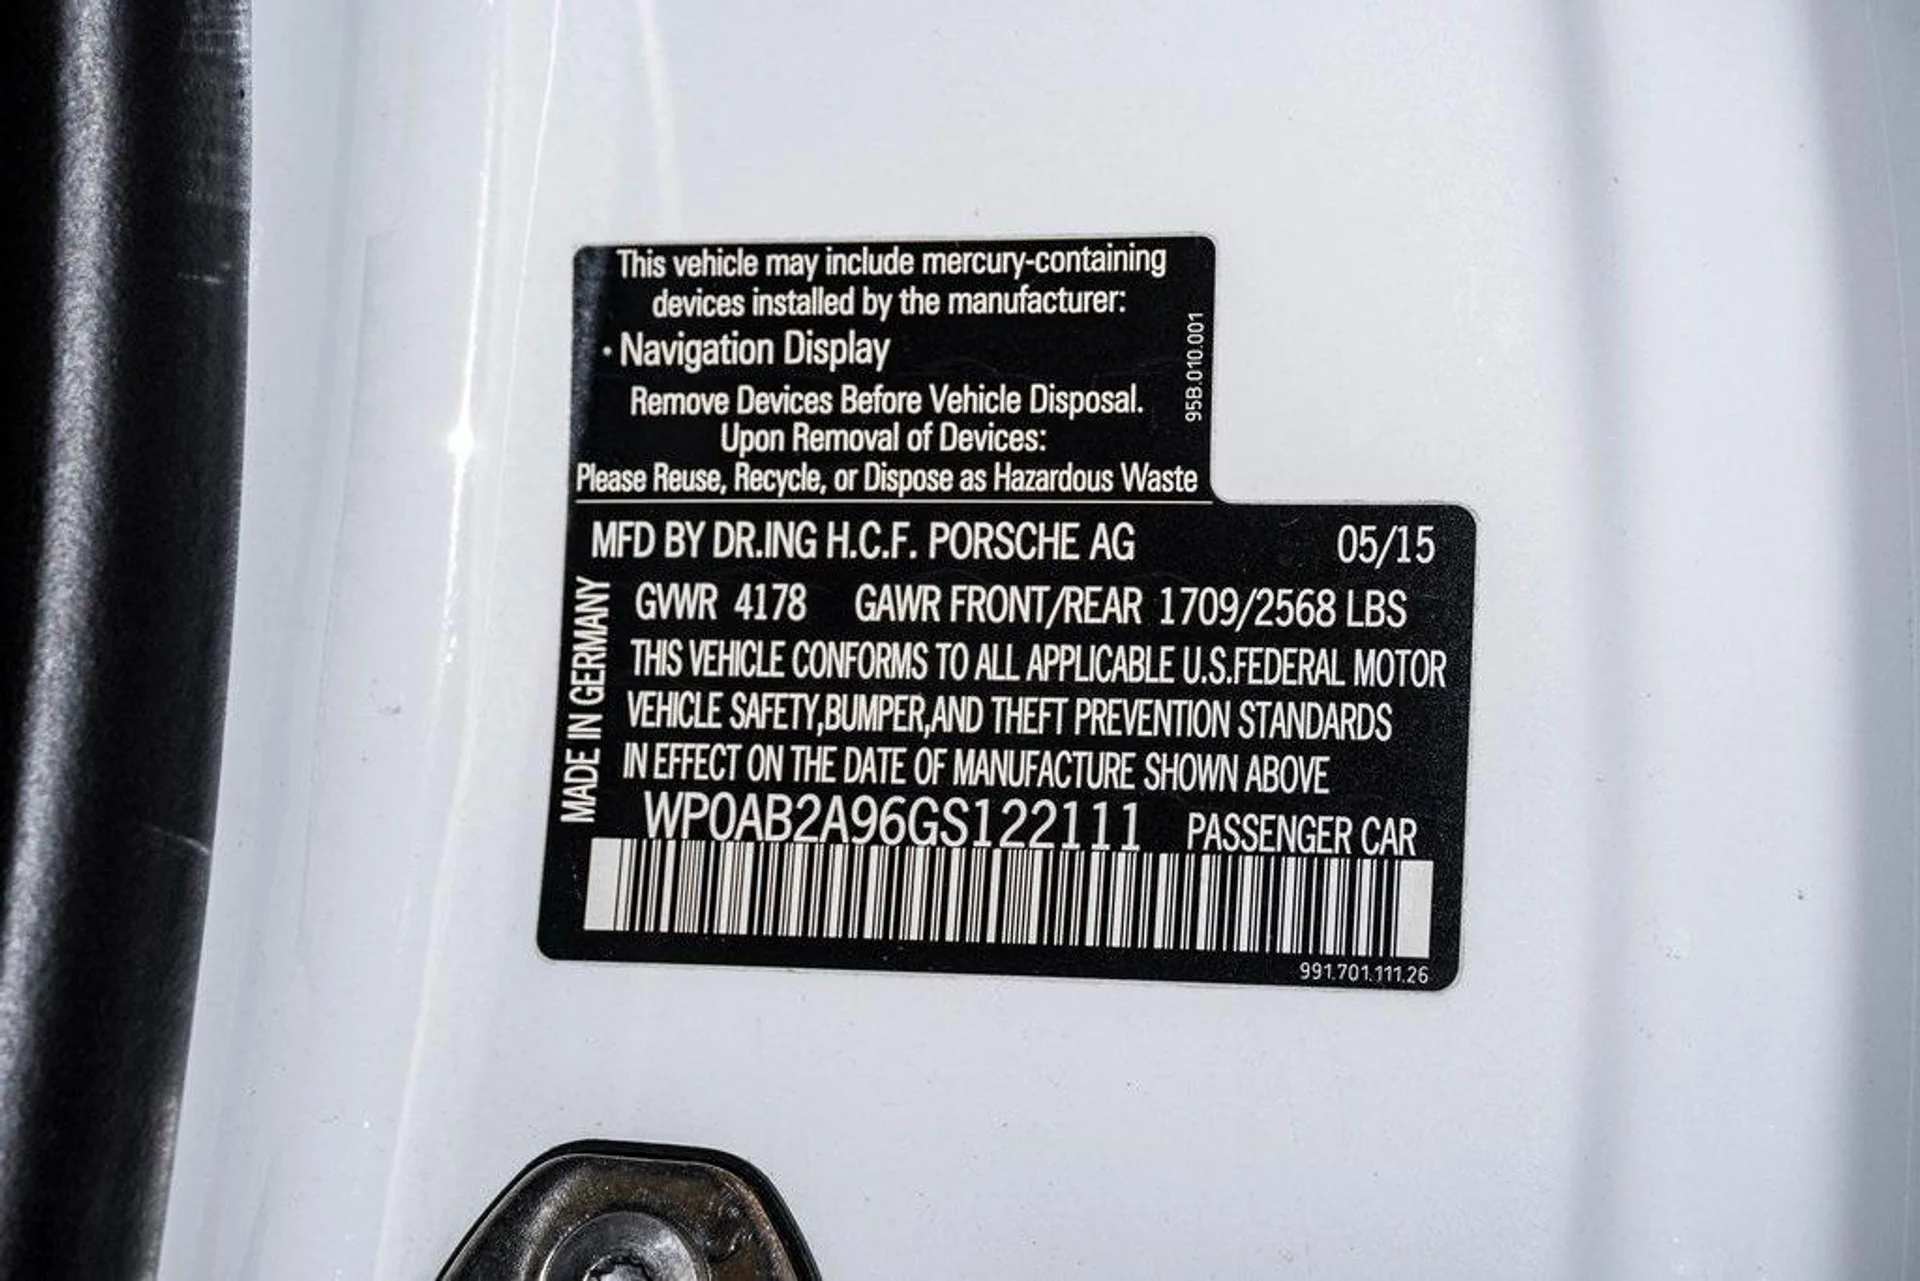 This vehicle may include mercury-containing
devices installed by the manufacturer:
· Navigation Display
Remove Devices Before Vehicle Disposal.
Upon Removal of Devices:
Please Reuse, Recycle, or Dispose as Hazardous Waste
95B.010.001
MFD BY DR.ING H.C.F. PORSCHE AG 05/15
GVWR 4178 GAWR FRONT/REAR 1709/2568 LBS
THIS VEHICLE CONFORMS TO ALL APPLICABLE U.S.FEDERAL MOTOR
VEHICLE SAFETY,BUMPER,AND THEFT PREVENTION STANDARDS
IN EFFECT ON THE DATE OF MANUFACTURE SHOWN ABOVE
MADE IN GERMANY
WP0AB2A96GS122111 PASSENGER CAR
991.701.111.26